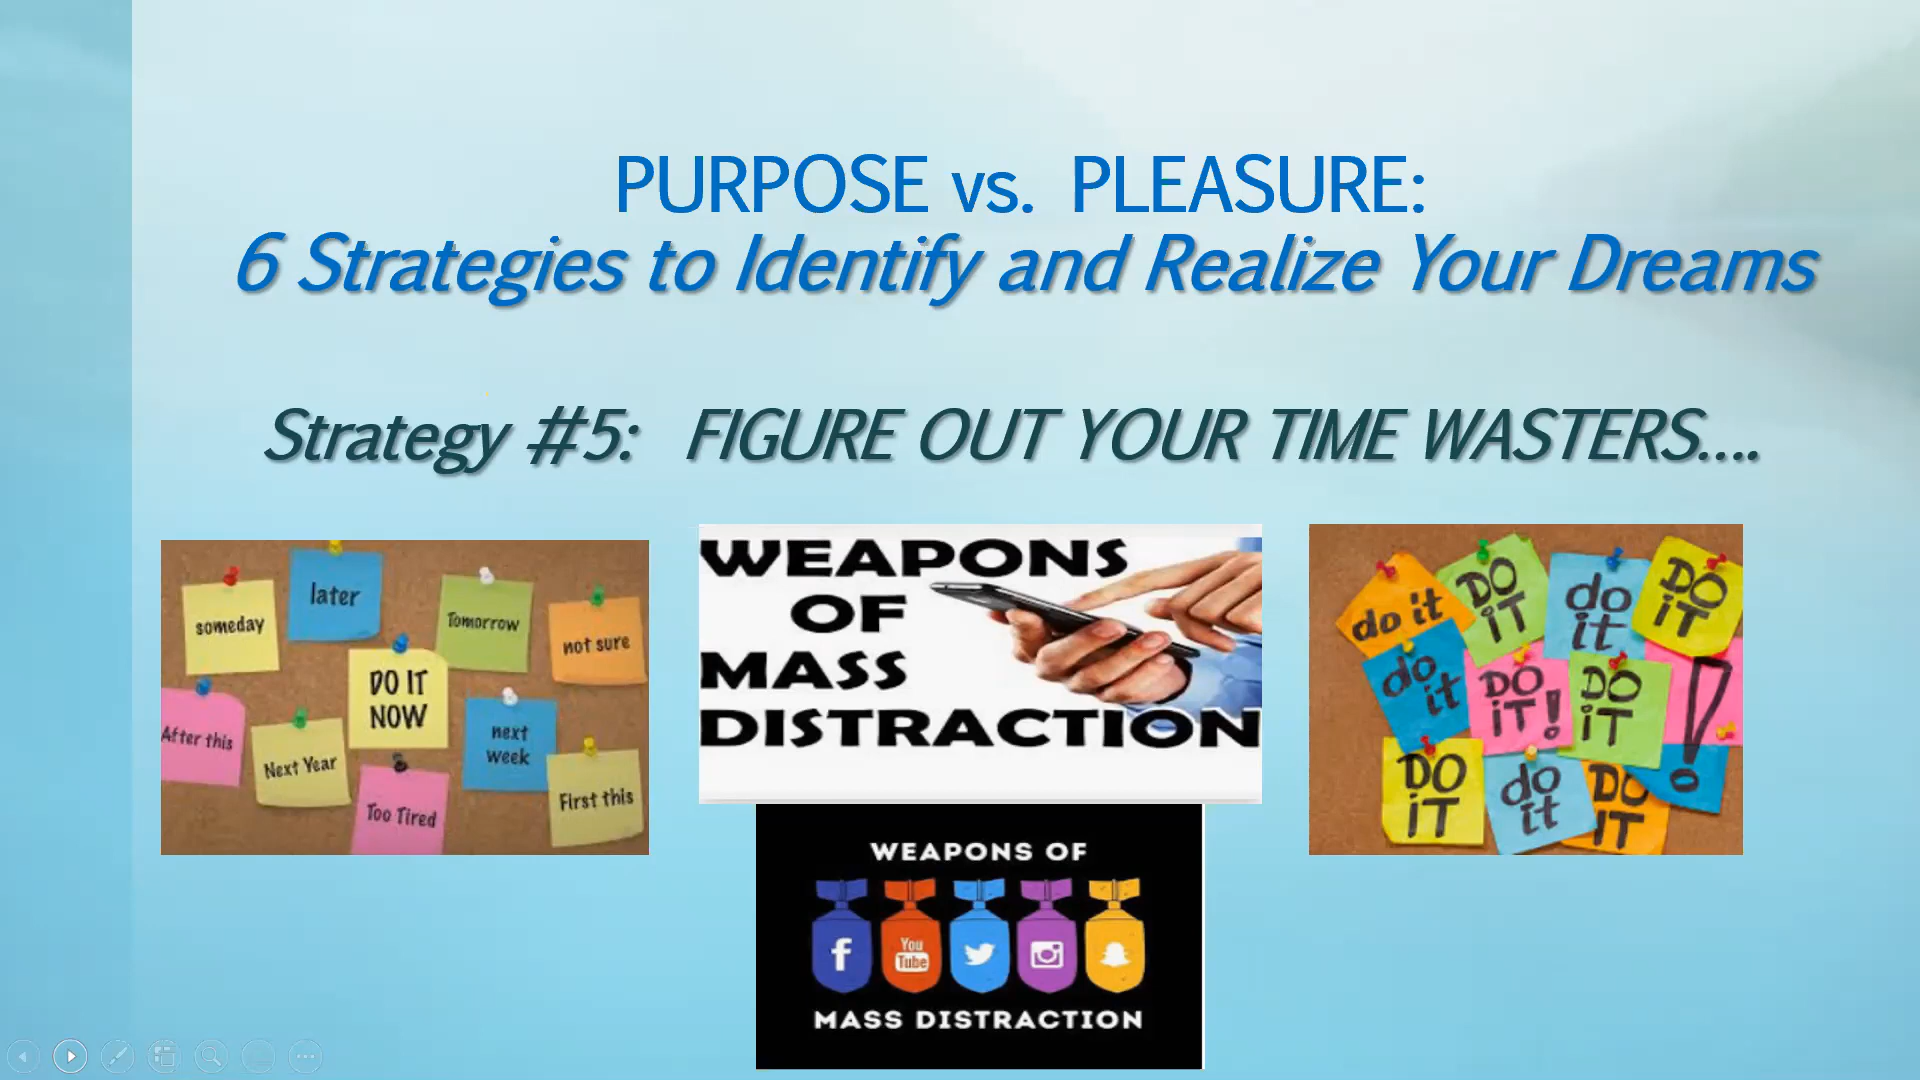 PURPOSE vs. PLEASURE:
6 Strategies to Identify and Realize Your Dreams
Strategy #5: FIGURE OUT YOUR TIME WASTERS....
someday
later
Tomorrow
not sure
DO IT
NOW
After this
Next Year
next
week
Too Tired
First this
WEAPONS
OF
MASS
DISTRACTION
WEAPONS OF
f
You
Tube
MASS DISTRACTION
do it
DO
iT
do
it
DO
iT
do
it
DO
iT!
DO
iT
!
DO
iT
do
it
DO
IT